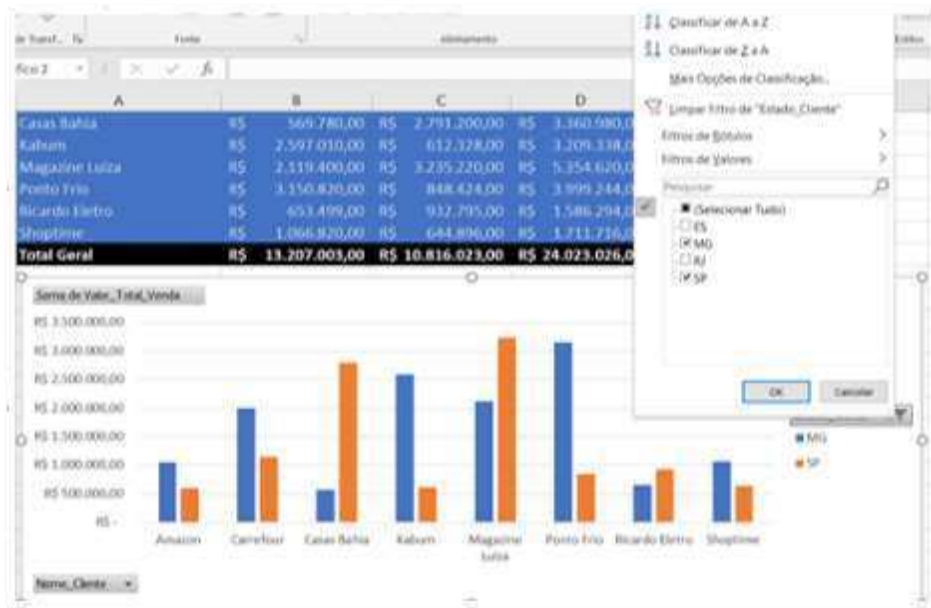 Fonte
Alinhamento
Estilos
A B C D
Casas Bahia R$ 569.780,00 R$ 2.791.200,00 R$ 3.360.980,0
Kabum R$ 2.597.010,00 R$ 612.328,00 R$ 3.209.338,0
Magazine Luiza R$ 2.119.400,00 R$ 3.235.220,00 R$ 5.354.620,0
Ponto Frio R$ 3.150.820,00 R$ 848.424,00 R$ 3.999.244,0
Ricardo Eletro R$ 653.499,00 R$ 932.795,00 R$ 1.586.294,0
Shoptime R$ 1.066.820,00 R$ 644.896,00 R$ 1.711.716,0
Total Geral R$ 13.207.003,00 R$ 10.816.023,00 R$ 24.023.026,0
Classificar de A a Z
Classificar de Z a A
Mais Opções de Classificação...
Limpar Filtro de "Estado_Cliente"
Filtros de Rótulos
Filtros de Valores
Pesquisar
(Selecionar Tudo)
ES
MG
RJ
SP
OK Cancelar
Soma de Valor_Total_Venda
R$ 3.500.000,00
R$ 3.000.000,00
R$ 2.500.000,00
R$ 2.000.000,00
R$ 1.500.000,00
R$ 1.000.000,00
R$ 500.000,00
R$ -
MG
SP
Amazon Carrefour Casas Bahia Kabum Magazine Luiza Ponto Frio Ricardo Eletro Shoptime
Nome_Cliente